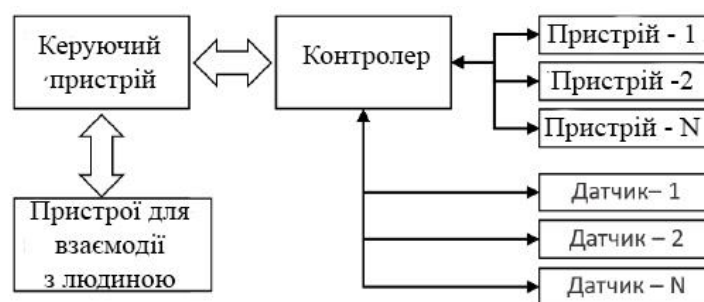 Керуючий
пристрій
Контролер
Пристрій - 1
Пристрій -2
Пристрій - N
Пристрої для
взаємодії
з людиною
Датчик– 1
Датчик – 2
Датчик – N